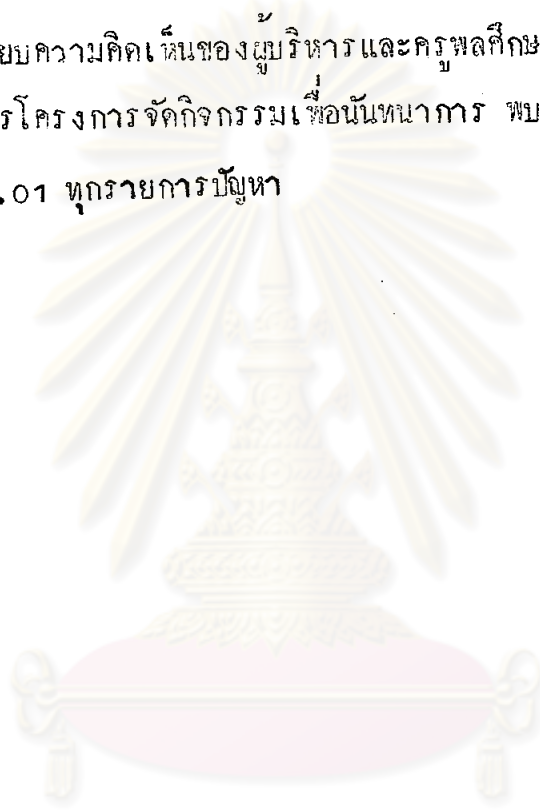 ยบความคิดเห็นของผู้บริหารและครูพลศึกษ
รโครงการจัดกิจกรรมเพื่อนันทนาการ พบ
.01 ทุกรายการปัญหา